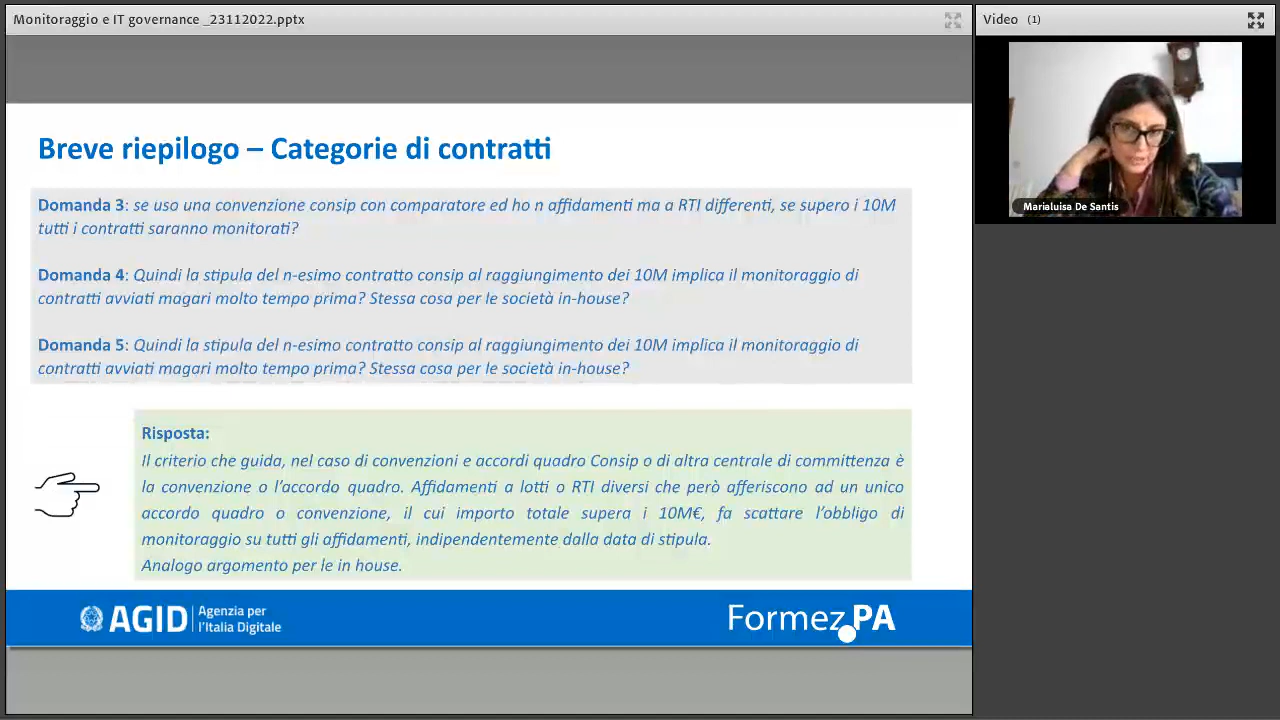 Monitoraggio e IT governance _23112022.pptx
Video (1)
Marialuisa De Santis
Breve riepilogo – Categorie di contratti
Domanda 3: se uso una convenzione consip con comparatore ed ho n affidamenti ma a RTI differenti, se supero i 10M
tutti i contratti saranno monitorati?
Domanda 4: Quindi la stipula del n-esimo contratto consip al raggiungimento dei 10M implica il monitoraggio di
contratti avviati magari molto tempo prima? Stessa cosa per le società in-house?
Domanda 5: Quindi la stipula del n-esimo contratto consip al raggiungimento dei 10M implica il monitoraggio di
contratti avviati magari molto tempo prima? Stessa cosa per le società in-house?
Risposta:
Il criterio che guida, nel caso di convenzioni e accordi quadro Consip o di altra centrale di committenza è
la convenzione o l’accordo quadro. Affidamenti a lotti o RTI diversi che però afferiscono ad un unico
accordo quadro o convenzione, il cui importo totale supera i 10M€, fa scattare l’obbligo di
monitoraggio su tutti gli affidamenti, indipendentemente dalla data di stipula.
Analogo argomento per le in house.
AGID
Agenzia per
l’Italia Digitale
Formez PA